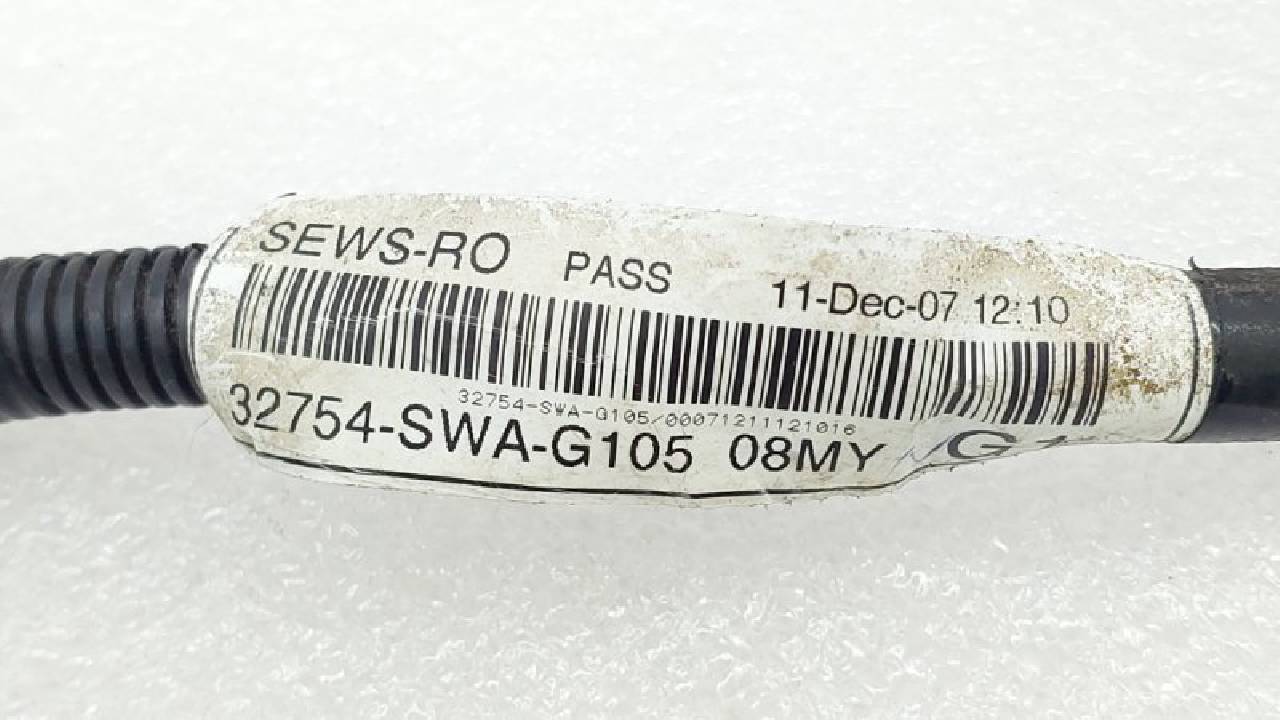 SEWS-RO PASS 11-Dec-07 12:10
32754-SWA-G105/00071211121016
32754-SWA-G105 08MY G